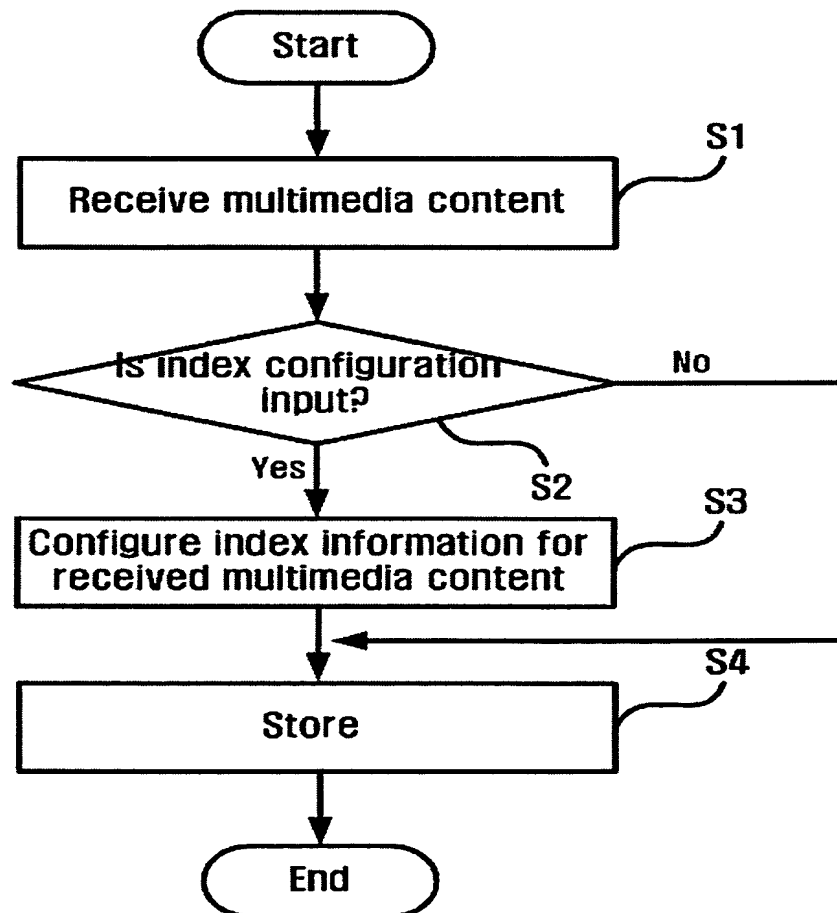 Start
S1
Receive multimedia content
Is index configuration
input?
No
Yes
S2
S3
Configure index information for
received multimedia content
S4
Store
End